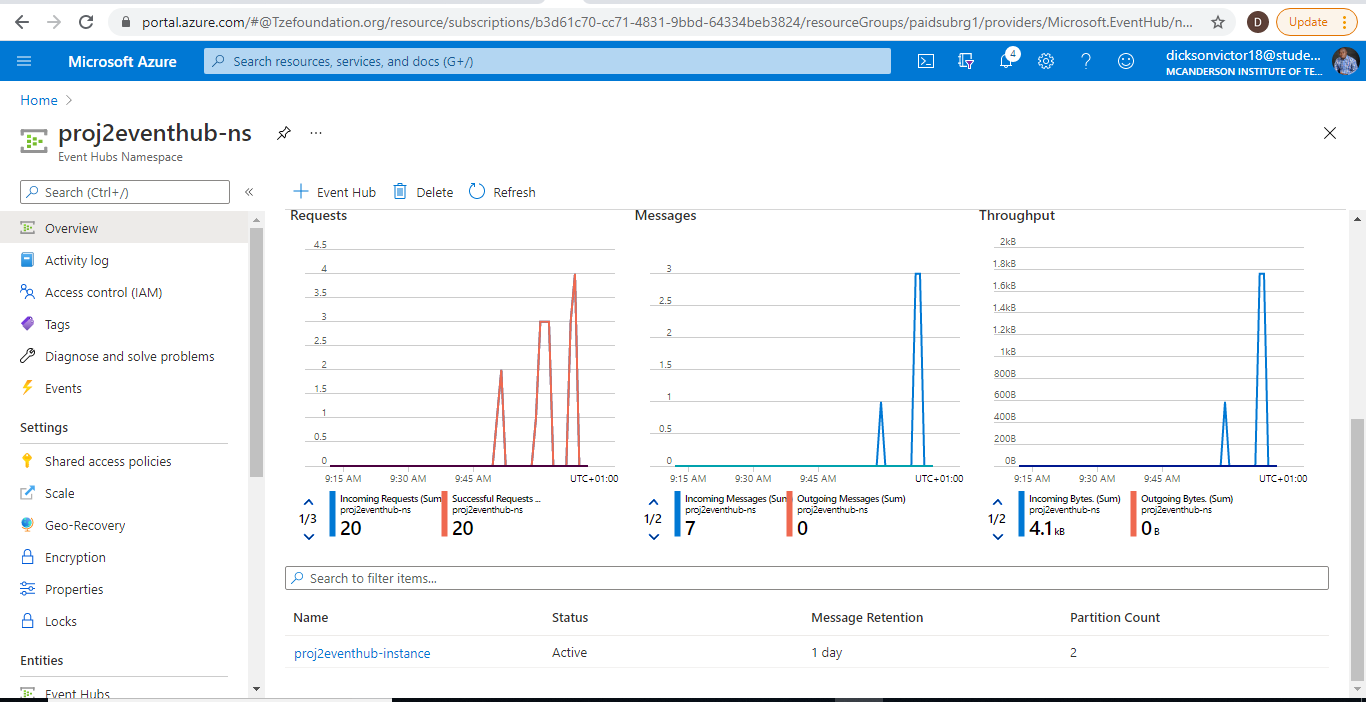 portal.azure.com/#@Tzefoundation.org/resource/subscriptions/b3d61c70-cc71-4831-9bbd-64334beb3824/resourceGroups/paidsubrg1/providers/Microsoft.EventHub/n...
D
Update
Microsoft Azure
Search resources, services, and docs (G+/)
4
dicksonvictor18@stude...
MCANDERSON INSTITUTE OF TE...
Home
proj2eventhub-ns
...
Event Hubs Namespace
Search (Ctrl+/)
«
Event Hub
Delete
Refresh
Overview
Activity log
Access control (IAM)
Tags
Diagnose and solve problems
Events
Settings
Shared access policies
Scale
Geo-Recovery
Encryption
Properties
Locks
Entities
Event Hubs
Requests
4.5
4
3.5
3
2.5
2
1.5
1
0.5
0
9:15 AM 9:30 AM 9:45 AM UTC+01:00
1/3
Incoming Requests (Sum)
proj2eventhub-ns
20
Successful Requests ...
proj2eventhub-ns
20
Messages
3
2.5
2
1.5
1
0.5
0
9:15 AM 9:30 AM 9:45 AM UTC+01:00
1/2
Incoming Messages (Sum)
proj2eventhub-ns
7
Outgoing Messages (Sum)
proj2eventhub-ns
0
Throughput
2kB
1.8kB
1.6kB
1.4kB
1.2kB
1kB
800B
600B
400B
200B
0B
9:15 AM 9:30 AM 9:45 AM UTC+01:00
1/2
Incoming Bytes. (Sum)
proj2eventhub-ns
4.1 kB
Outgoing Bytes. (Sum)
proj2eventhub-ns
0 B
Search to filter items...
Name Status Message Retention Partition Count
proj2eventhub-instance Active 1 day 2